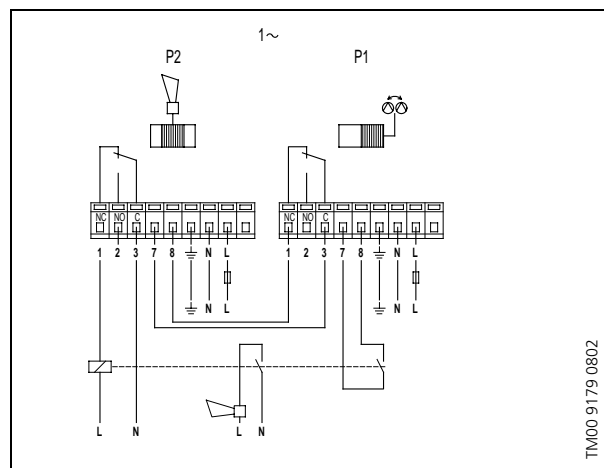 1~
P2 P1
NC NO C NC NO C
1 2 3 7 8 N L 1 2 3 7 8 N L
N L N L
L N L N
TM00 9179 0802